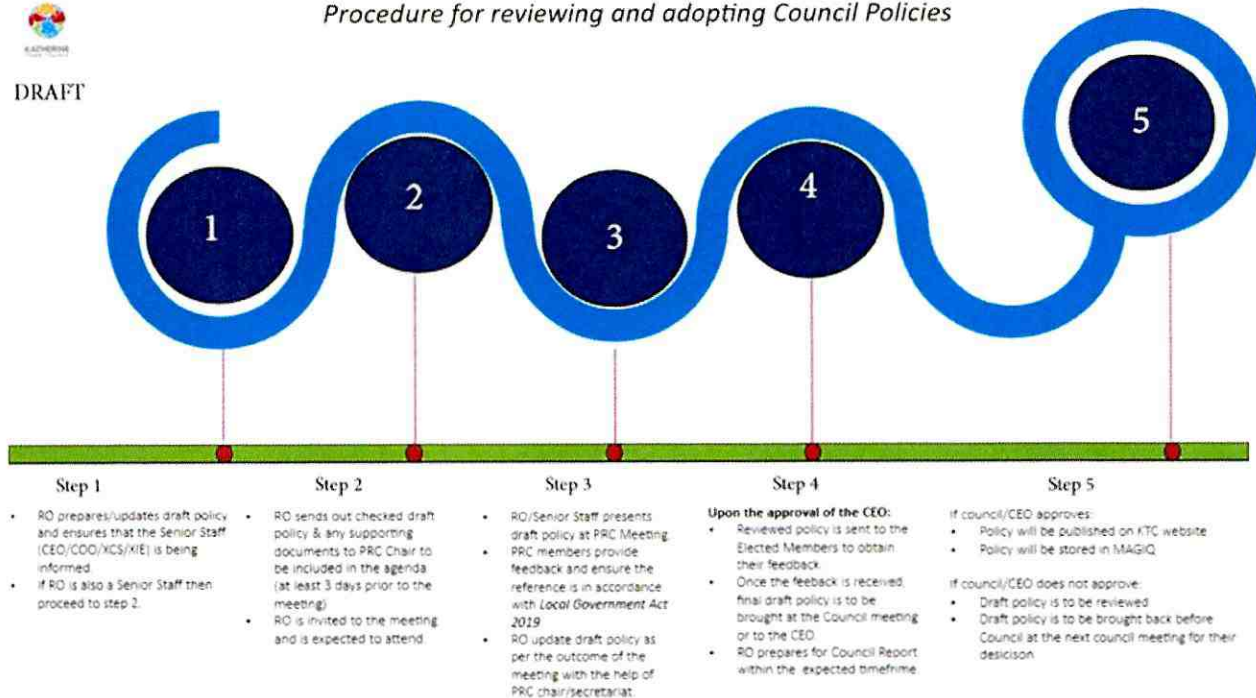 Procedure for reviewing and adopting Council Policies
KATHERINE
DRAFT
1
2
3
4
5
Step 1
• RO prepares/updates draft policy
and ensures that the Senior Staff
(CEO/COO/XCS/XIE) is being
informed.
• If RO is also a Senior Staff then
proceed to step 2.
Step 2
• RO sends out checked draft
policy & any supporting
documents to PRC Chair to
be included in the agenda
(at least 3 days prior to the
meeting)
• RO is invited to the meeting
and is expected to attend.
Step 3
• RO/Senior Staff presents
draft policy at PRC Meeting.
• PRC members provide
feedback and ensure the
reference is in accordance
with Local Government Act
2019
• RO update draft policy as
per the outcome of the
meeting with the help of
PRC chair/secretariat.
Step 4
Upon the approval of the CEO:
• Reviewed policy is sent to the
Elected Members to obtain
their feedback
• Once the feeback is received,
final draft policy is to be
brought at the Council meeting
or to the CEO
• RO prepares for Council Report
within the expected timefrime
Step 5
If council/CEO approves:
• Policy will be published on KTC website
• Policy will be stored in MAGIQ
If council/CEO does not approve:
• Draft policy is to be reviewed
• Draft policy is to be brought back before
Council at the next council meeting for their
desicison